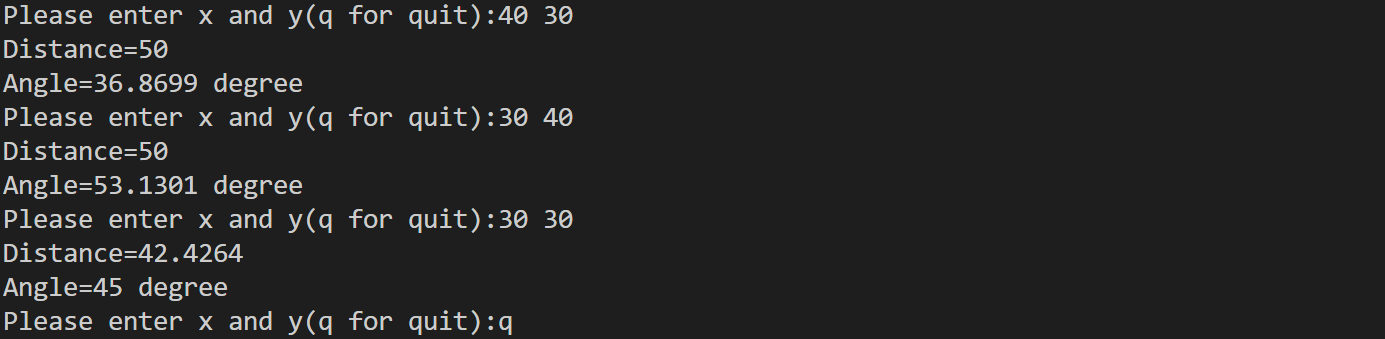 Please enter x and y(q for quit):40 30
Distance=50
Angle=36.8699 degree
Please enter x and y(q for quit):30 40
Distance=50
Angle=53.1301 degree
Please enter x and y(q for quit):30 30
Distance=42.4264
Angle=45 degree
Please enter x and y(q for quit):q